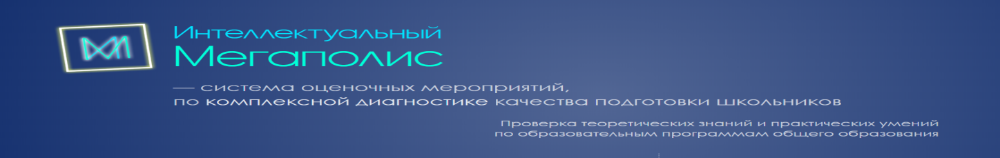 Интеллектуальный
Мегаполис
— система оценочных мероприятий,
по комплексной диагностике качества подготовки школьников
Проверка теоретических знаний и практических умений
по образовательным программам общего образования